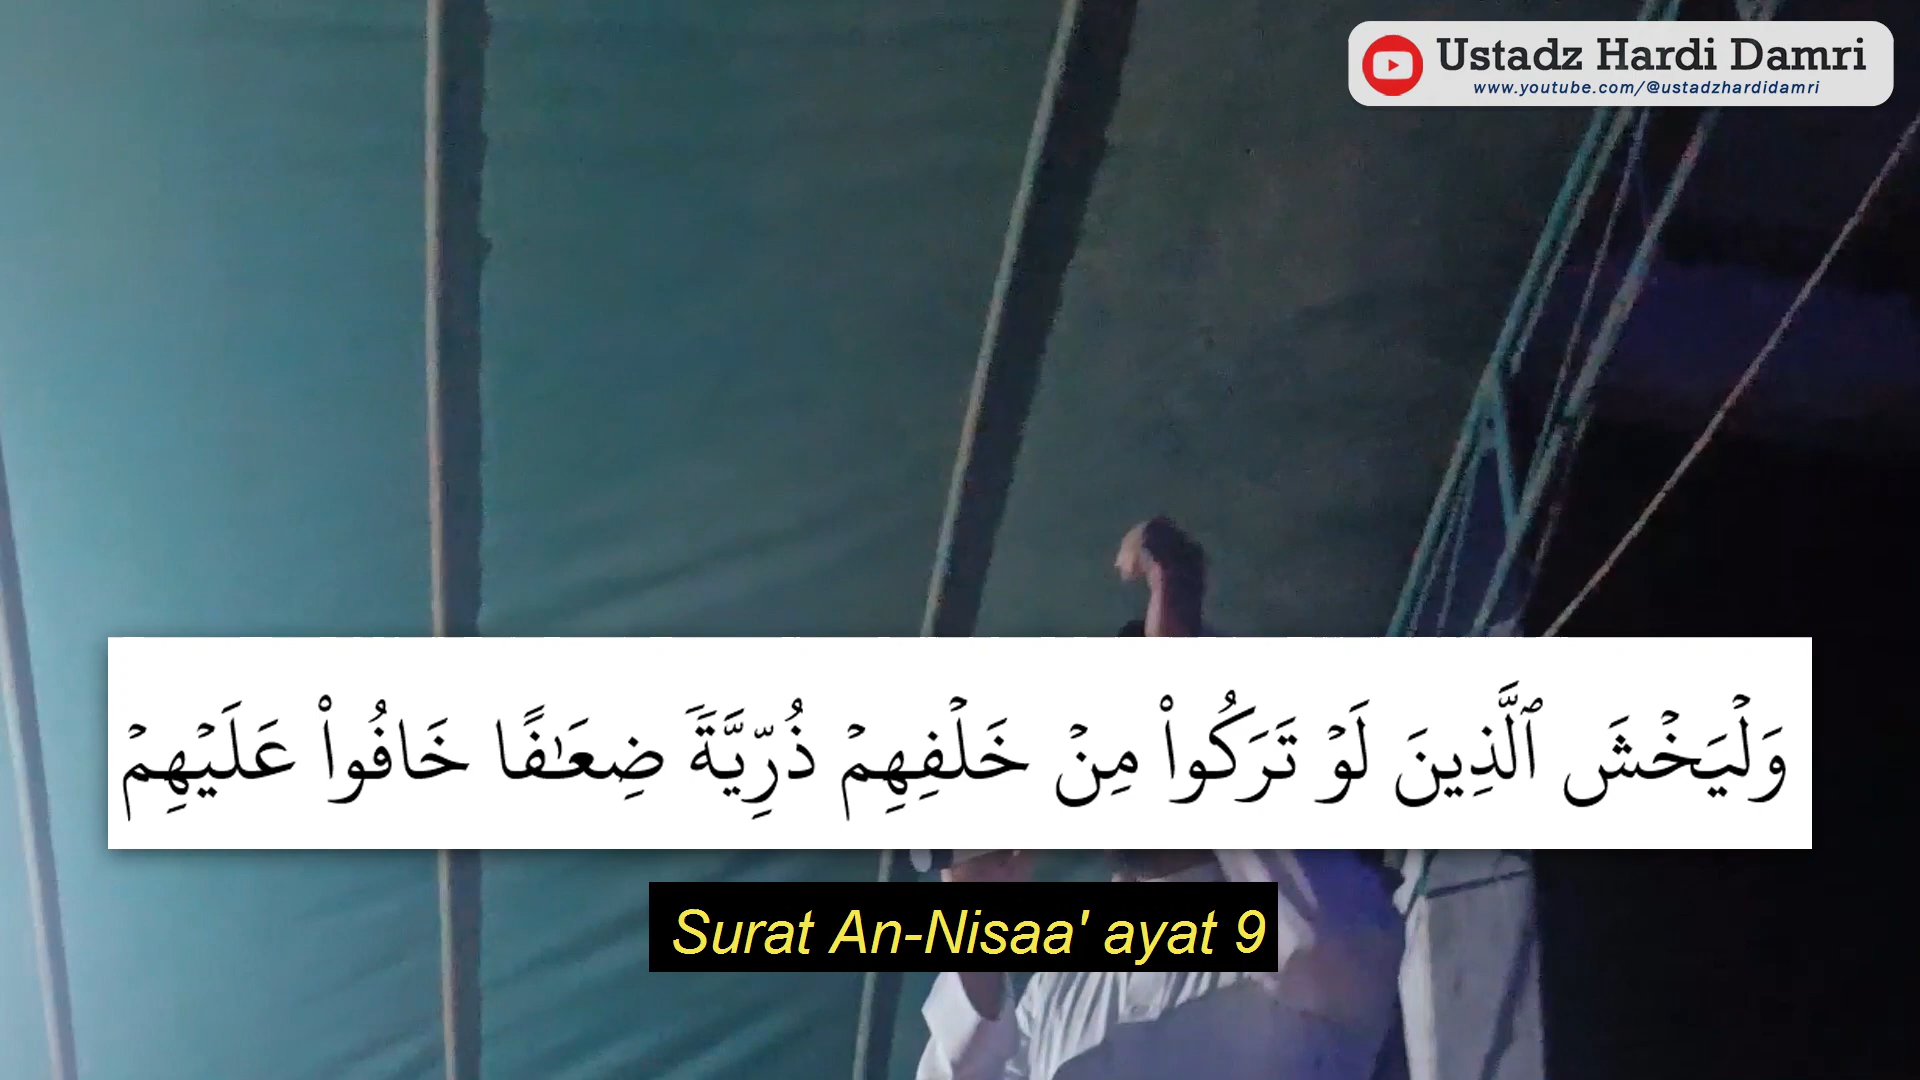 Ustadz Hardi Damri
www.youtube.com/@ustadzhardidamri
وَلْيَخْشَ ٱلَّذِينَ لَوْ تَرَكُوا۟ مِنْ خَلْفِهِمْ ذُرِّيَّةً ضِعَـٰفًا خَافُوا۟ عَلَيْهِمْ
Surat An-Nisaa' ayat 9